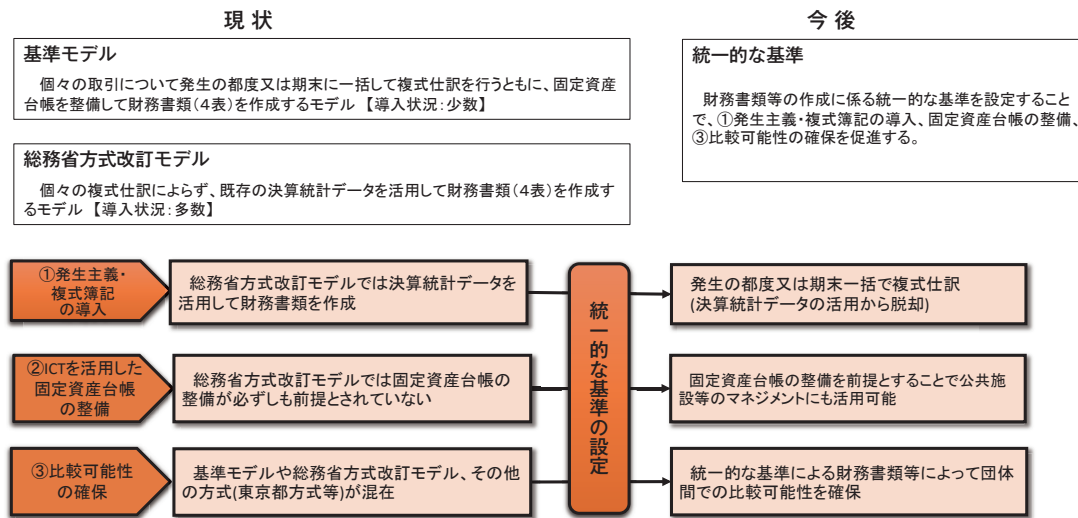 現状
基準モデル
個々の取引について発生の都度又は期末に一括して複式仕訳を行うともに、固定資産
台帳を整備して財務書類（４表）を作成するモデル 【導入状況：少数】
総務省方式改訂モデル
個々の複式仕訳によらず、既存の決算統計データを活用して財務書類（４表）を作成す
るモデル 【導入状況：多数】
今後
統一的な基準
財務書類等の作成に係る統一的な基準を設定すること
で、①発生主義・複式簿記の導入、固定資産台帳の整備、
③比較可能性の確保を促進する。
①発生主義・
複式簿記
の導入
総務省方式改訂モデルでは決算統計データを
活用して財務書類を作成
発生の都度又は期末一括で複式仕訳
(決算統計データの活用から脱却)
②ICTを活用した
固定資産台帳
の整備
総務省方式改訂モデルでは固定資産台帳の
整備が必ずしも前提とされていない
固定資産台帳の整備を前提とすることで公共施
設等のマネジメントにも活用可能
③比較可能性
の確保
基準モデルや総務省方式改訂モデル、その他
の方式(東京都方式等)が混在
統一的な基準による財務書類等によって団体
間での比較可能性を確保
統一的な基準の設定